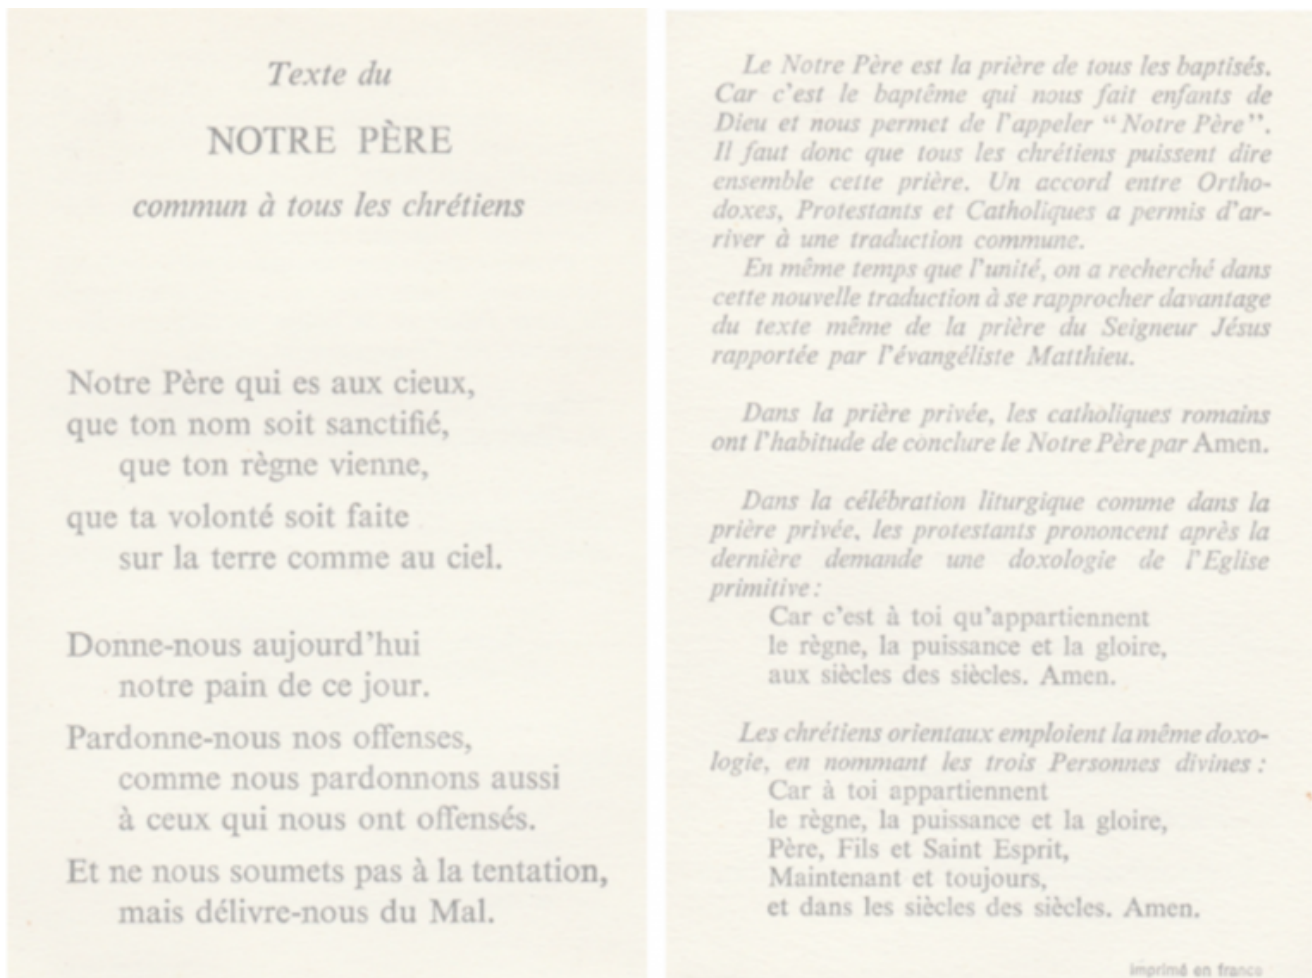 Texte du
NOTRE PÈRE
commun à tous les chrétiens
Notre Père qui es aux cieux,
que ton nom soit sanctifié,
que ton règne vienne,
que ta volonté soit faite
sur la terre comme au ciel.
Donne-nous aujourd'hui
notre pain de ce jour.
Pardonne-nous nos offenses,
comme nous pardonnons aussi
à ceux qui nous ont offensés.
Et ne nous soumets pas à la tentation,
mais délivre-nous du Mal.
Le Notre Père est la prière de tous les baptisés.
Car c'est le baptême qui nous fait enfants de
Dieu et nous permet de l'appeler “Notre Père”.
Il faut donc que tous les chrétiens puissent dire
ensemble cette prière. Un accord entre Ortho-
doxes, Protestants et Catholiques a permis d'ar-
river à une traduction commune.
En même temps que l'unité, on a recherché dans
cette nouvelle traduction à se rapprocher davantage
du texte même de la prière du Seigneur Jésus
rapportée par l'évangéliste Matthieu.
Dans la prière privée, les catholiques romains
ont l'habitude de conclure le Notre Père par Amen.
Dans la célébration liturgique comme dans la
prière privée, les protestants prononcent après la
dernière demande une doxologie de l'Eglise
primitive :
Car c'est à toi qu'appartiennent
le règne, la puissance et la gloire,
aux siècles des siècles. Amen.
Les chrétiens orientaux emploient la même doxo-
logie, en nommant les trois Personnes divines :
Car à toi appartiennent
le règne, la puissance et la gloire,
Père, Fils et Saint Esprit,
Maintenant et toujours,
et dans les siècles des siècles. Amen.
imprimé en france